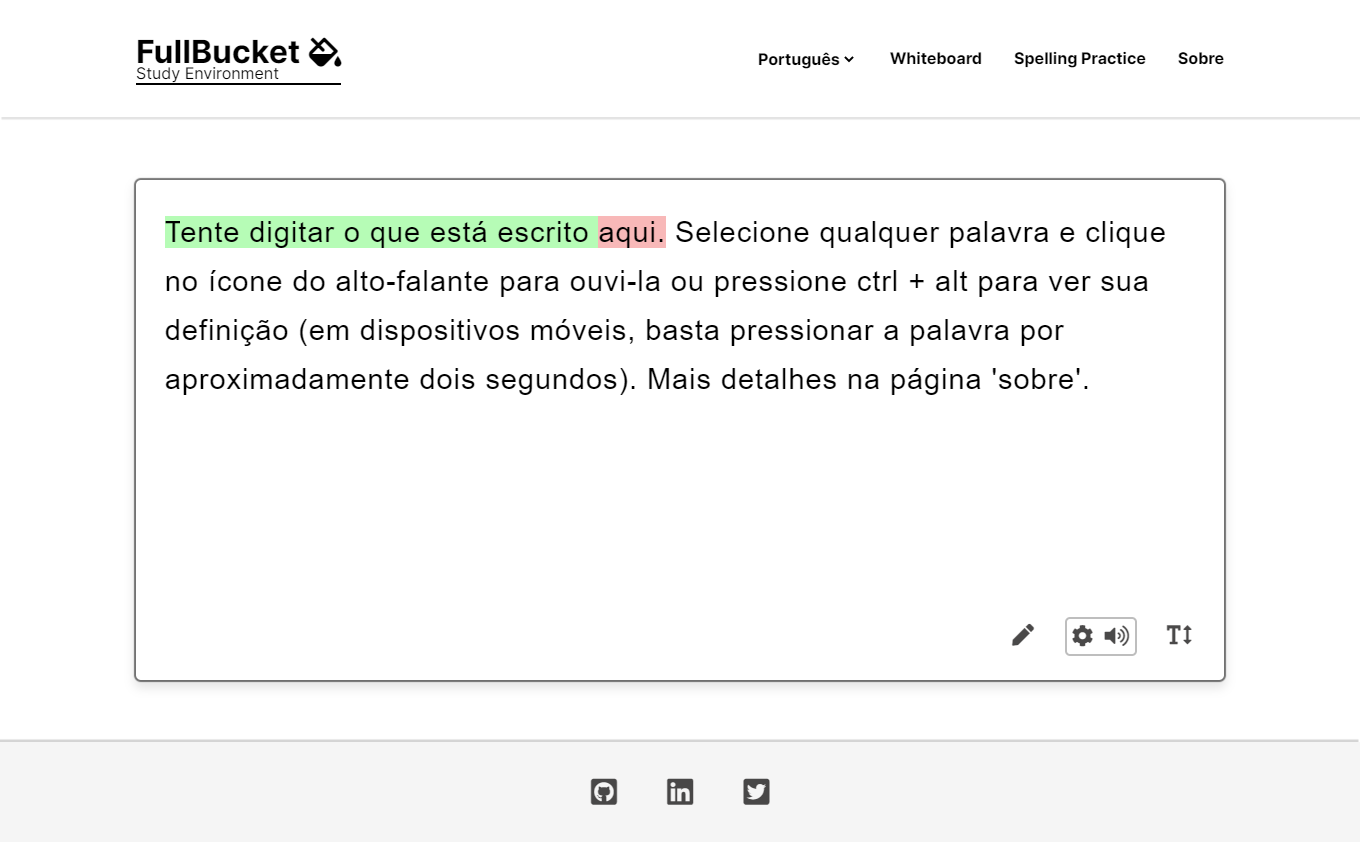 FullBucket
Study Environment
Português
Whiteboard
Spelling Practice
Sobre
Tente digitar o que está escrito aqui. Selecione qualquer palavra e clique
no ícone do alto-falante para ouvi-la ou pressione ctrl + alt para ver sua
definição (em dispositivos móveis, basta pressionar a palavra por
aproximadamente dois segundos). Mais detalhes na página 'sobre'.